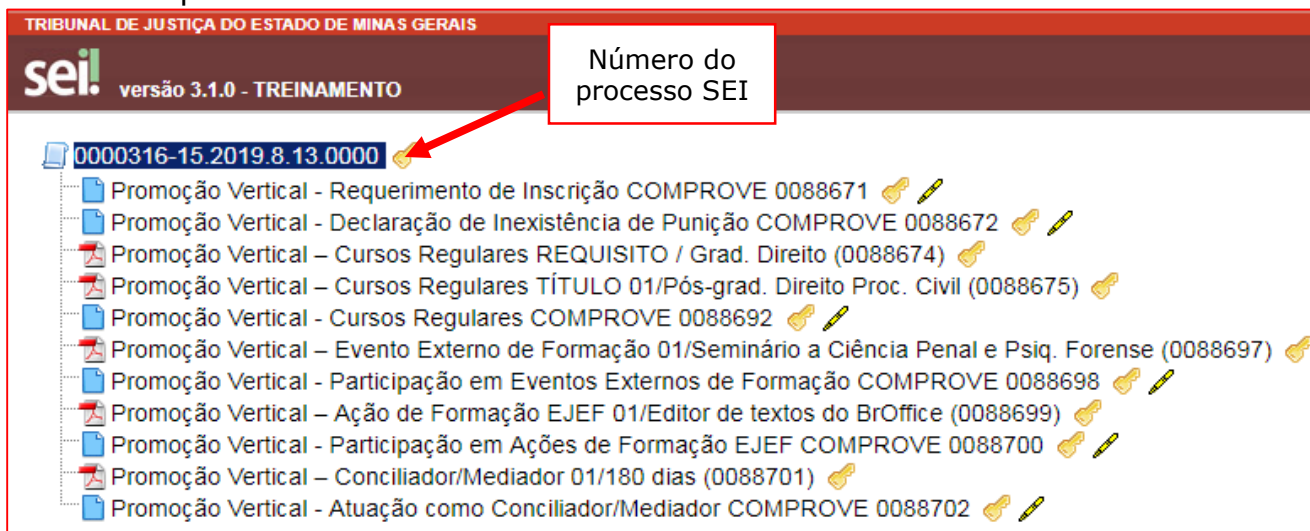 TRIBUNAL DE JUSTIÇA DO ESTADO DE MINAS GERAIS
sei!
versão 3.1.0 - TREINAMENTO
Número do
processo SEI
0000316-15.2019.8.13.0000
Promoção Vertical - Requerimento de Inscrição COMPROVE 0088671
Promoção Vertical - Declaração de Inexistência de Punição COMPROVE 0088672
Promoção Vertical – Cursos Regulares REQUISITO / Grad. Direito (0088674)
Promoção Vertical – Cursos Regulares TÍTULO 01/Pós-grad. Direito Proc. Civil (0088675)
Promoção Vertical - Cursos Regulares COMPROVE 0088692
Promoção Vertical – Evento Externo de Formação 01/Seminário a Ciência Penal e Psiq. Forense (0088697)
Promoção Vertical - Participação em Eventos Externos de Formação COMPROVE 0088698
Promoção Vertical – Ação de Formação EJEF 01/Editor de textos do BrOffice (0088699)
Promoção Vertical - Participação em Ações de Formação EJEF COMPROVE 0088700
Promoção Vertical – Conciliador/Mediador 01/180 dias (0088701)
Promoção Vertical - Atuação como Conciliador/Mediador COMPROVE 0088702